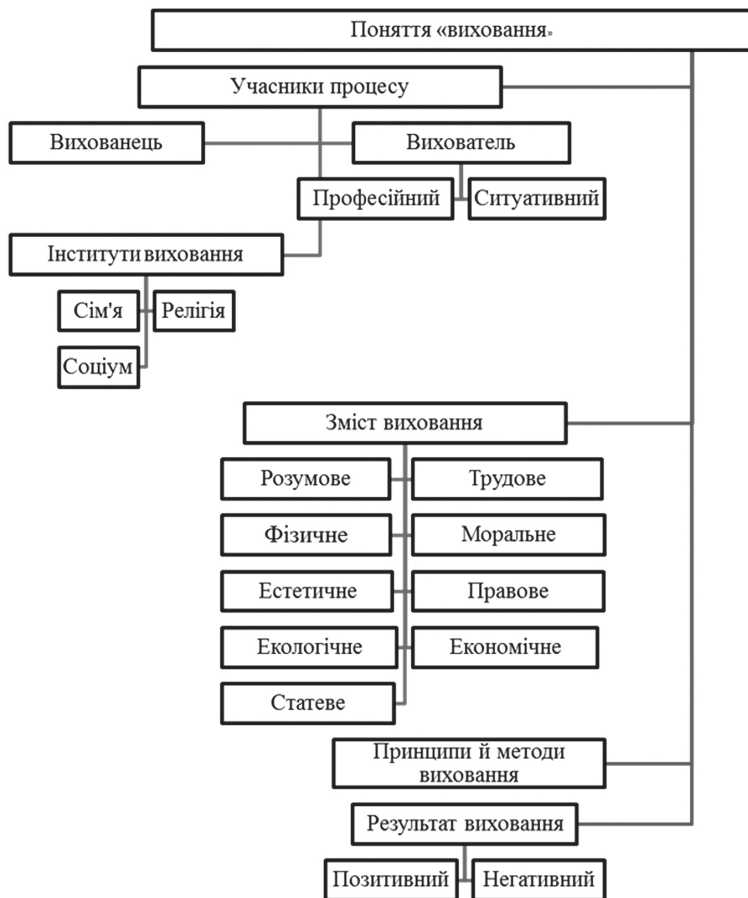 Поняття «виховання»
Учасники процесу
Вихованець
Вихователь
Професійний
Ситуативний
Інститути виховання
Сім'я
Релігія
Соціум
Зміст виховання
Розумове
Трудове
Фізичне
Моральне
Естетичне
Правове
Екологічне
Економічне
Статеве
Принципи й методи
виховання
Результат виховання
Позитивний
Негативний